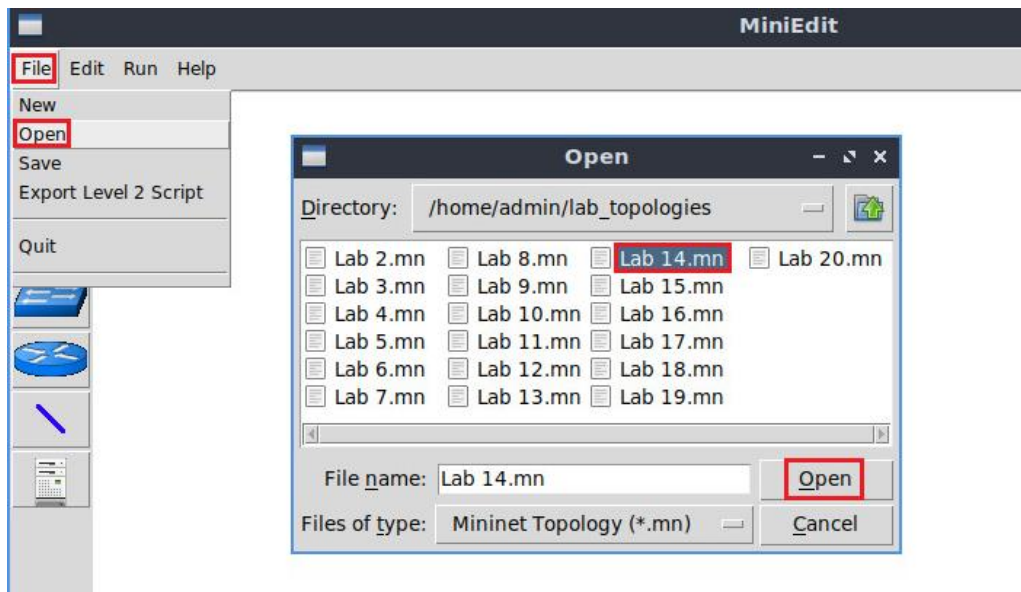 MiniEdit
File Edit Run Help
New
Open
Save
Export Level 2 Script
Quit
Open
Directory: /home/admin/lab_topologies
Lab 2.mn Lab 8.mn Lab 14.mn Lab 20.mn
Lab 3.mn Lab 9.mn Lab 15.mn
Lab 4.mn Lab 10.mn Lab 16.mn
Lab 5.mn Lab 11.mn Lab 17.mn
Lab 6.mn Lab 12.mn Lab 18.mn
Lab 7.mn Lab 13.mn Lab 19.mn
File name: Lab 14.mn Open
Files of type: Mininet Topology (*.mn) Cancel